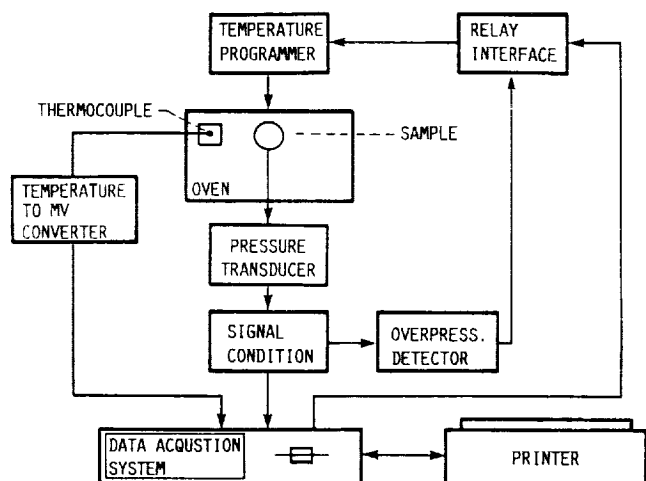 TEMPERATURE
PROGRAMMER
RELAY
INTERFACE
THERMOCOUPLE
SAMPLE
OVEN
TEMPERATURE
TO MV
CONVERTER
PRESSURE
TRANSDUCER
SIGNAL
CONDITION
OVERPRESS.
DETECTOR
DATA ACQUSTION
SYSTEM
PRINTER